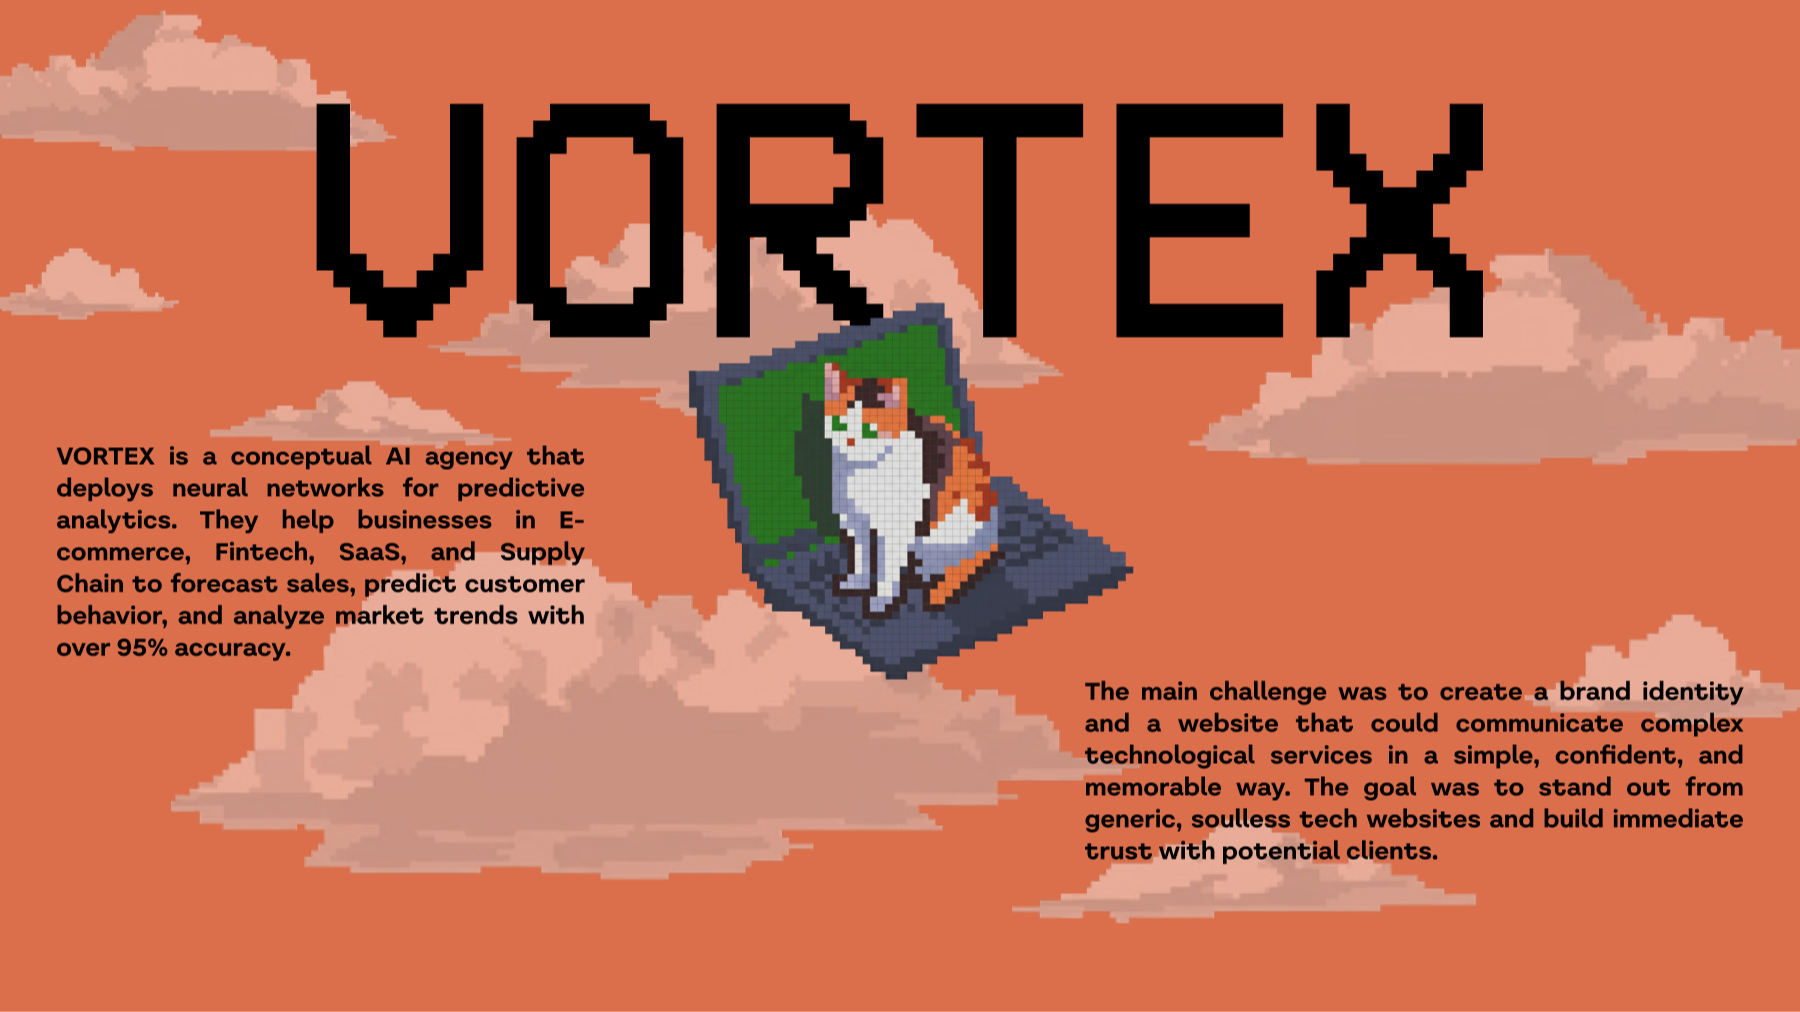 VORTEX
VORTEX is a conceptual AI agency that
deploys neural networks for predictive
analytics. They help businesses in E-
commerce, Fintech, SaaS, and Supply
Chain to forecast sales, predict customer
behavior, and analyze market trends with
over 95% accuracy.
The main challenge was to create a brand identity
and a website that could communicate complex
technological services in a simple, confident, and
memorable way. The goal was to stand out from
generic, soulless tech websites and build immediate
trust with potential clients.